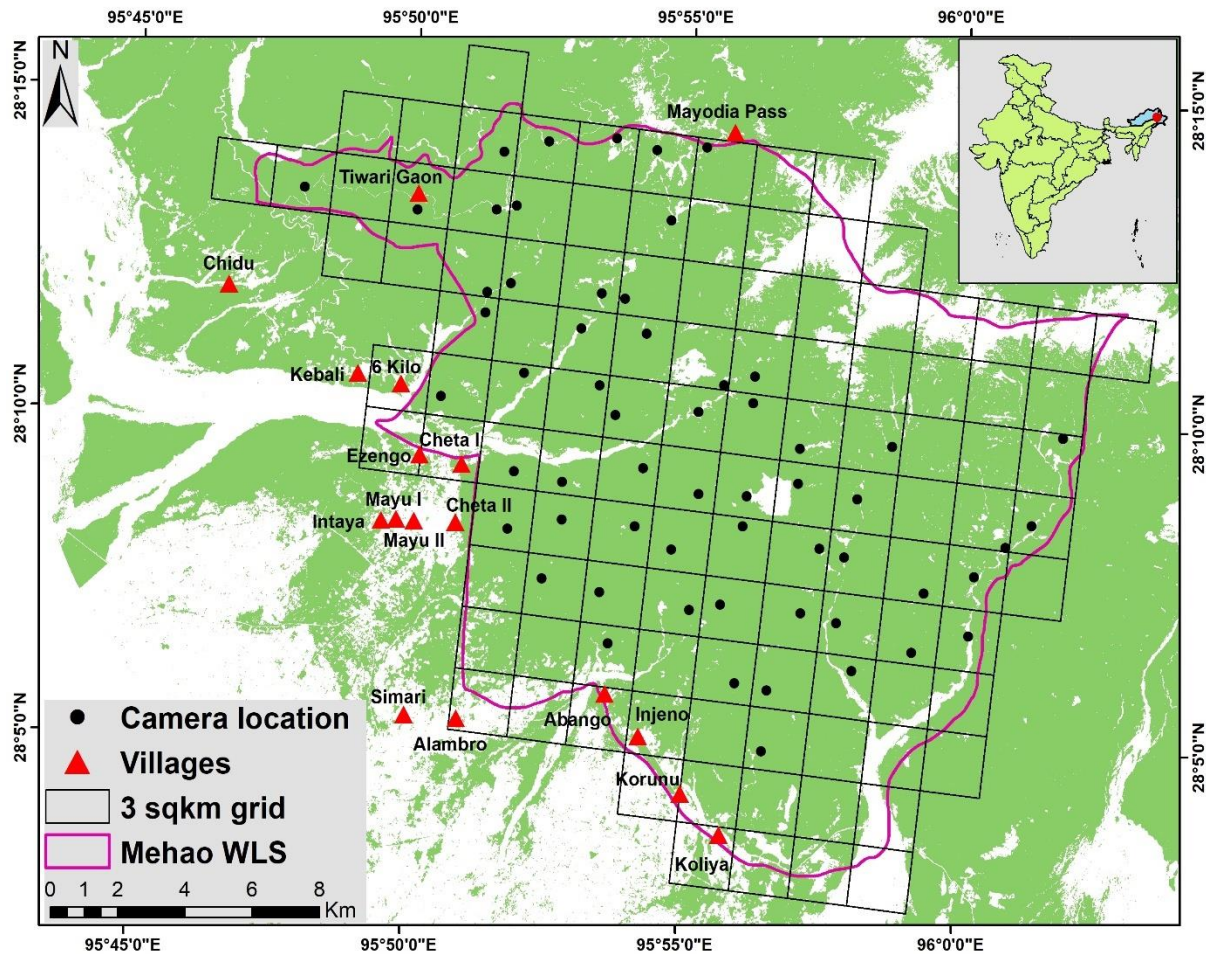 95°45'0"E 95°50'0"E 95°55'0"E 96°0'0"E
N
28°15'0"N
28°15'0"N
Mayodia Pass
Tiwari Gaon
Chidu
Kebali 6 Kilo
28°10'0"N
28°10'0"N
Cheta I
Ezengo
Mayu I Cheta II
Intaya
Mayu II
Simari
Abango Injeno
Alambro
28°5'0"N
28°5'0"N
Korunu
Koliya
Camera location
Villages
3 sqkm grid
Mehao WLS
0 1 2 4 6 8
Km
95°45'0"E 95°50'0"E 95°55'0"E 96°0'0"E